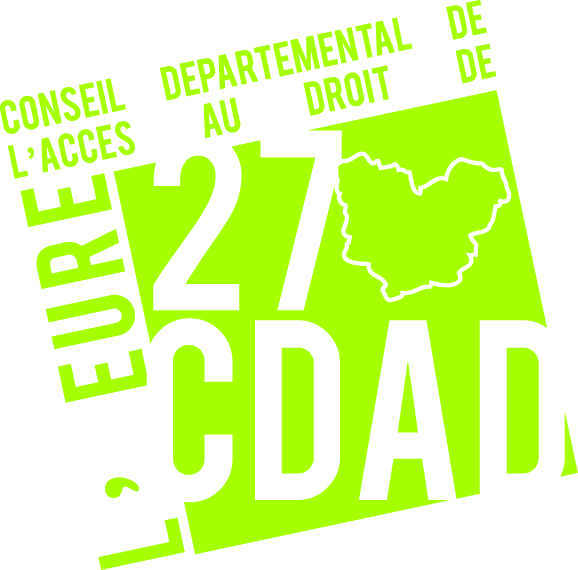 CONSEIL DEPARTEMENTAL DE
L'ACCES AU DROIT DE
L'EURE
27
CDAD